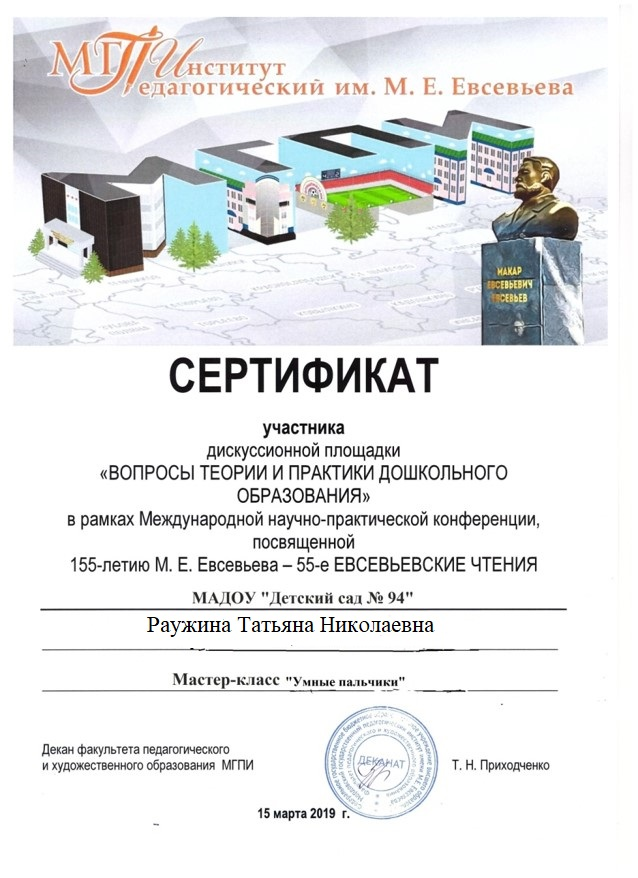 МГПИнститут
едагогический им. М. Е. Евсевьева
МАКАР
ЕВСЕВЬЕВИЧ
ЕВСЕВЬЕВ
СЕРТИФИКАТ
участника
дискуссионной площадки
«ВОПРОСЫ ТЕОРИИ И ПРАКТИКИ ДОШКОЛЬНОГО
ОБРАЗОВАНИЯ»
в рамках Международной научно-практической конференции,
посвященной
155-летию М. Е. Евсевьева – 55-е ЕВСЕВЬЕВСКИЕ ЧТЕНИЯ
МАДОУ "Детский сад № 94"
Раужина Татьяна Николаевна
Мастер-класс "Умные пальчики"
Декан факультета педагогического
и художественного образования МГПИ
ДЕКАНАТ
Т. Н. Приходченко
15 марта 2019 г.